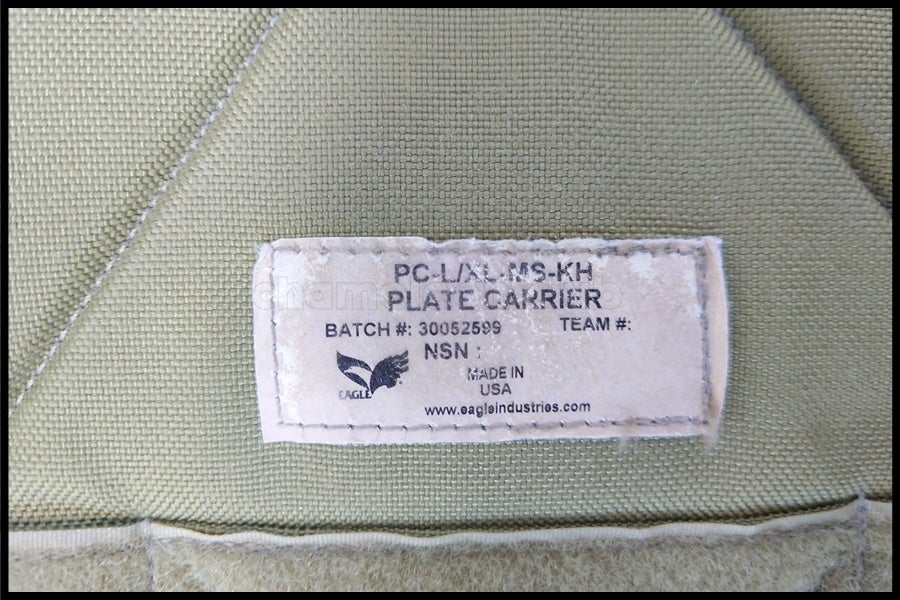 PC-L/XL-MS-KH
PLATE CARRIER
BATCH #: 30052599 TEAM #:
NSN :
EAGLE
MADE IN
USA
www.eagleindustries.com